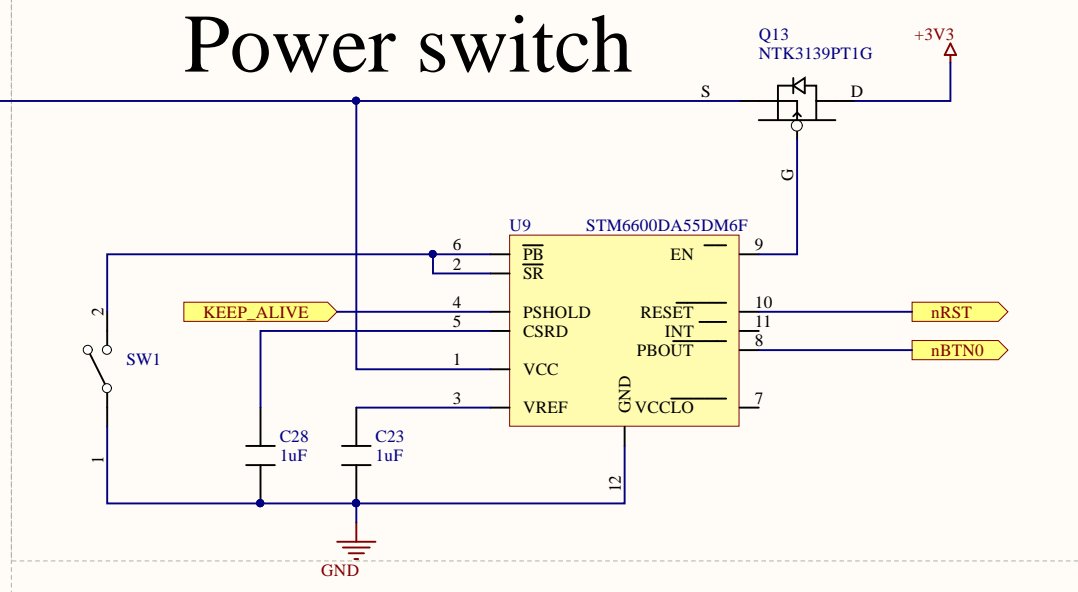 Power switch
Q13
NTK3139PT1G
+3V3
S
D
G
U9
STM6600DA55DM6F
6
PB
2
SR
KEEP_ALIVE
4
PSHOLD
5
CSRD
1
VCC
3
VREF
EN
9
RESET
10
nRST
INT
11
PBOUT
8
nBTN0
GND
VCCLO
7
12
2
SW1
1
C28
1uF
C23
1uF
GND